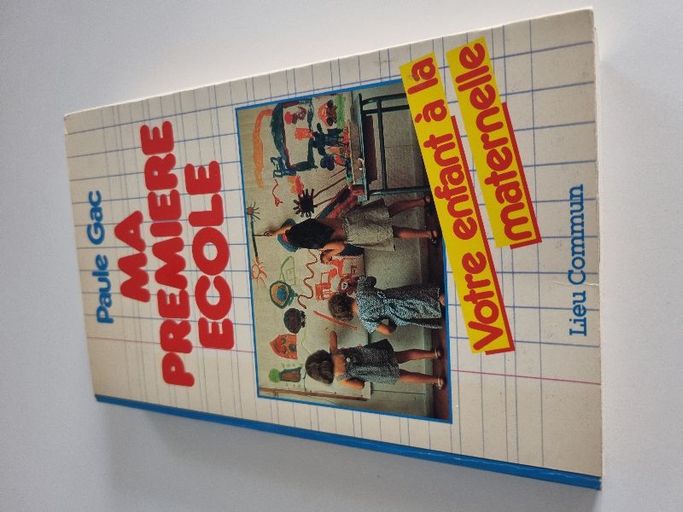 Paule Gac
MA
PREMIERE
ECOLE
Votre enfant à la
maternelle
Lieu Commun